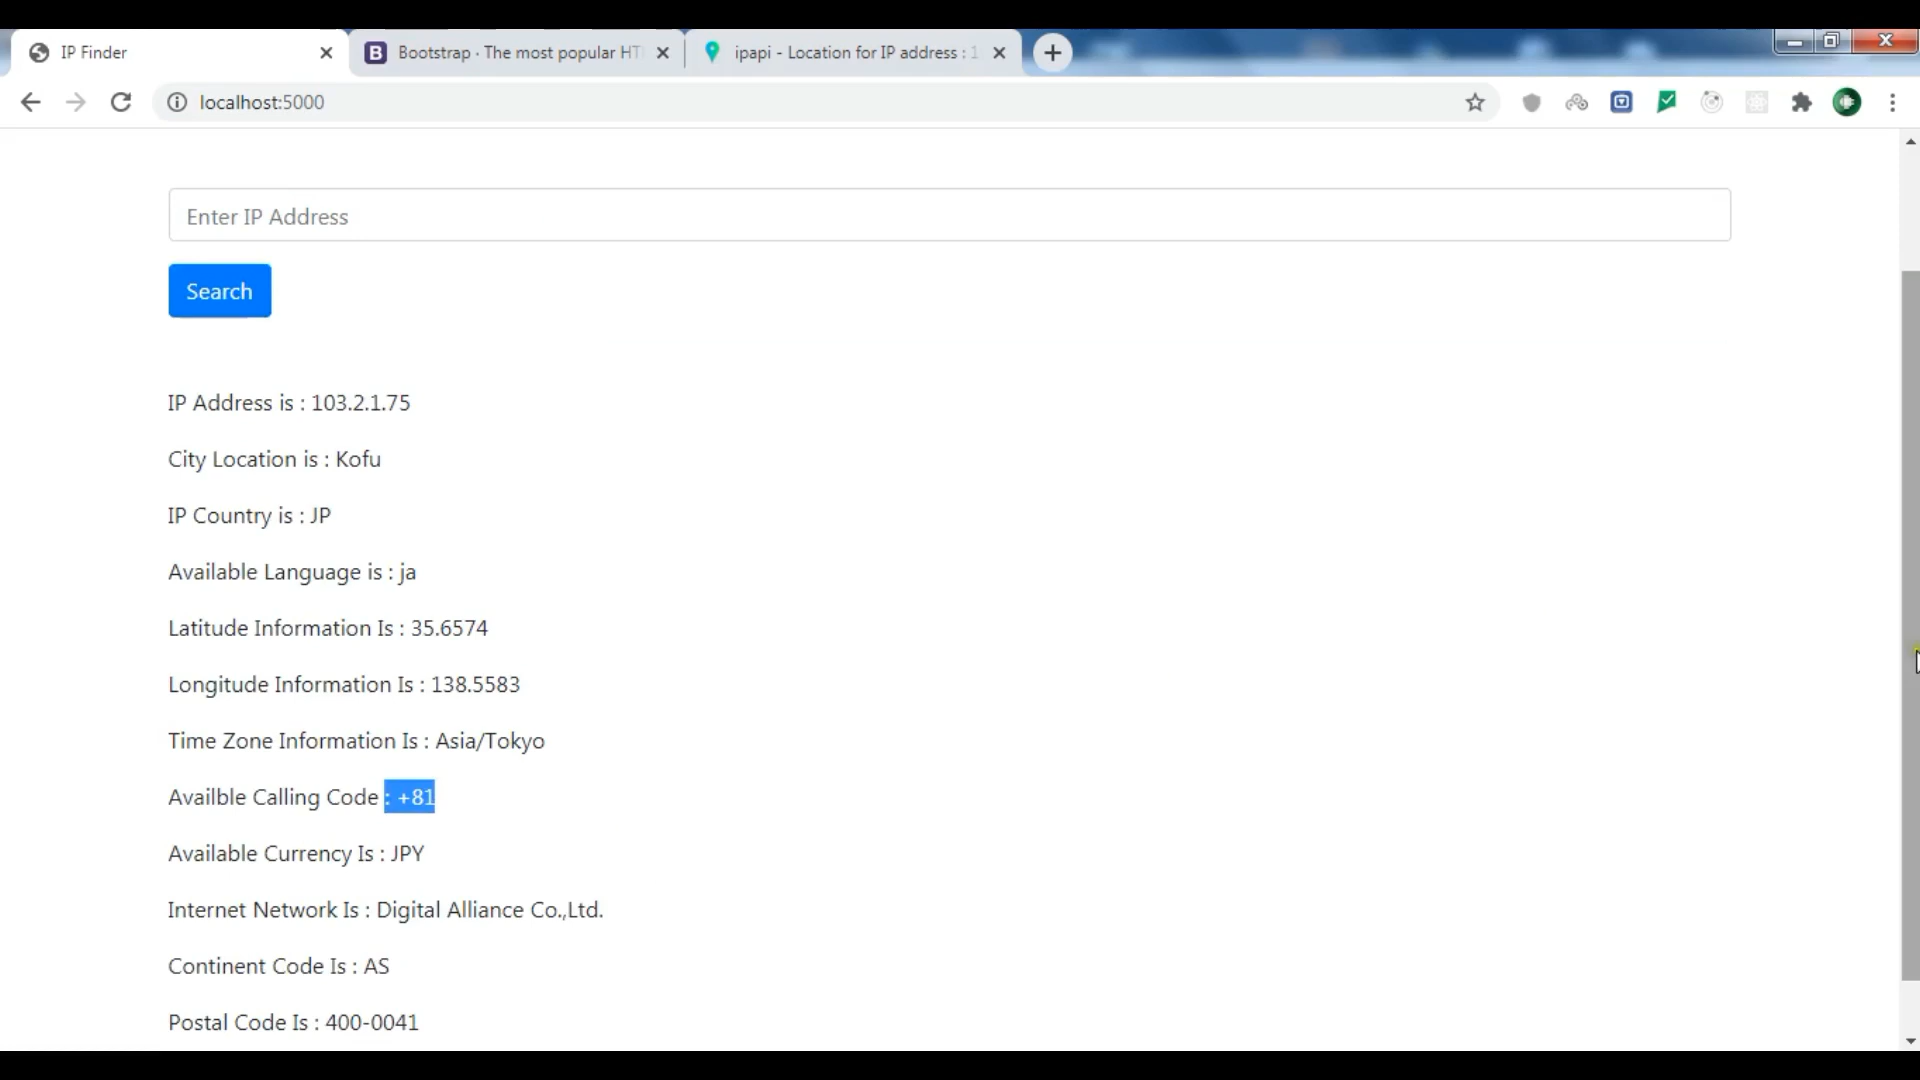 IP Finder
Bootstrap · The most popular HT
ipapi - Location for IP address : 1
localhost:5000
Enter IP Address
Search
IP Address is : 103.2.1.75
City Location is : Kofu
IP Country is : JP
Available Language is : ja
Latitude Information Is : 35.6574
Longitude Information Is : 138.5583
Time Zone Information Is : Asia/Tokyo
Availble Calling Code : +81
Available Currency Is : JPY
Internet Network Is : Digital Alliance Co.,Ltd.
Continent Code Is : AS
Postal Code Is : 400-0041